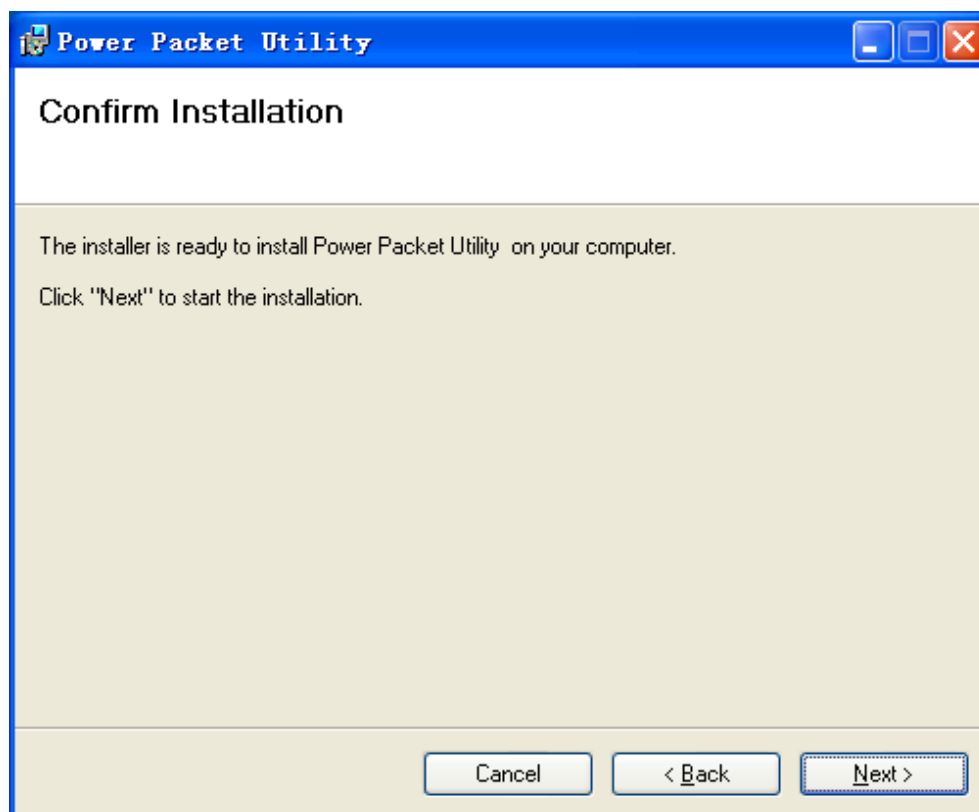 Power Packet Utility
Confirm Installation
The installer is ready to install Power Packet Utility  on your computer.
Click "Next" to start the installation.
Cancel
< Back
Next >